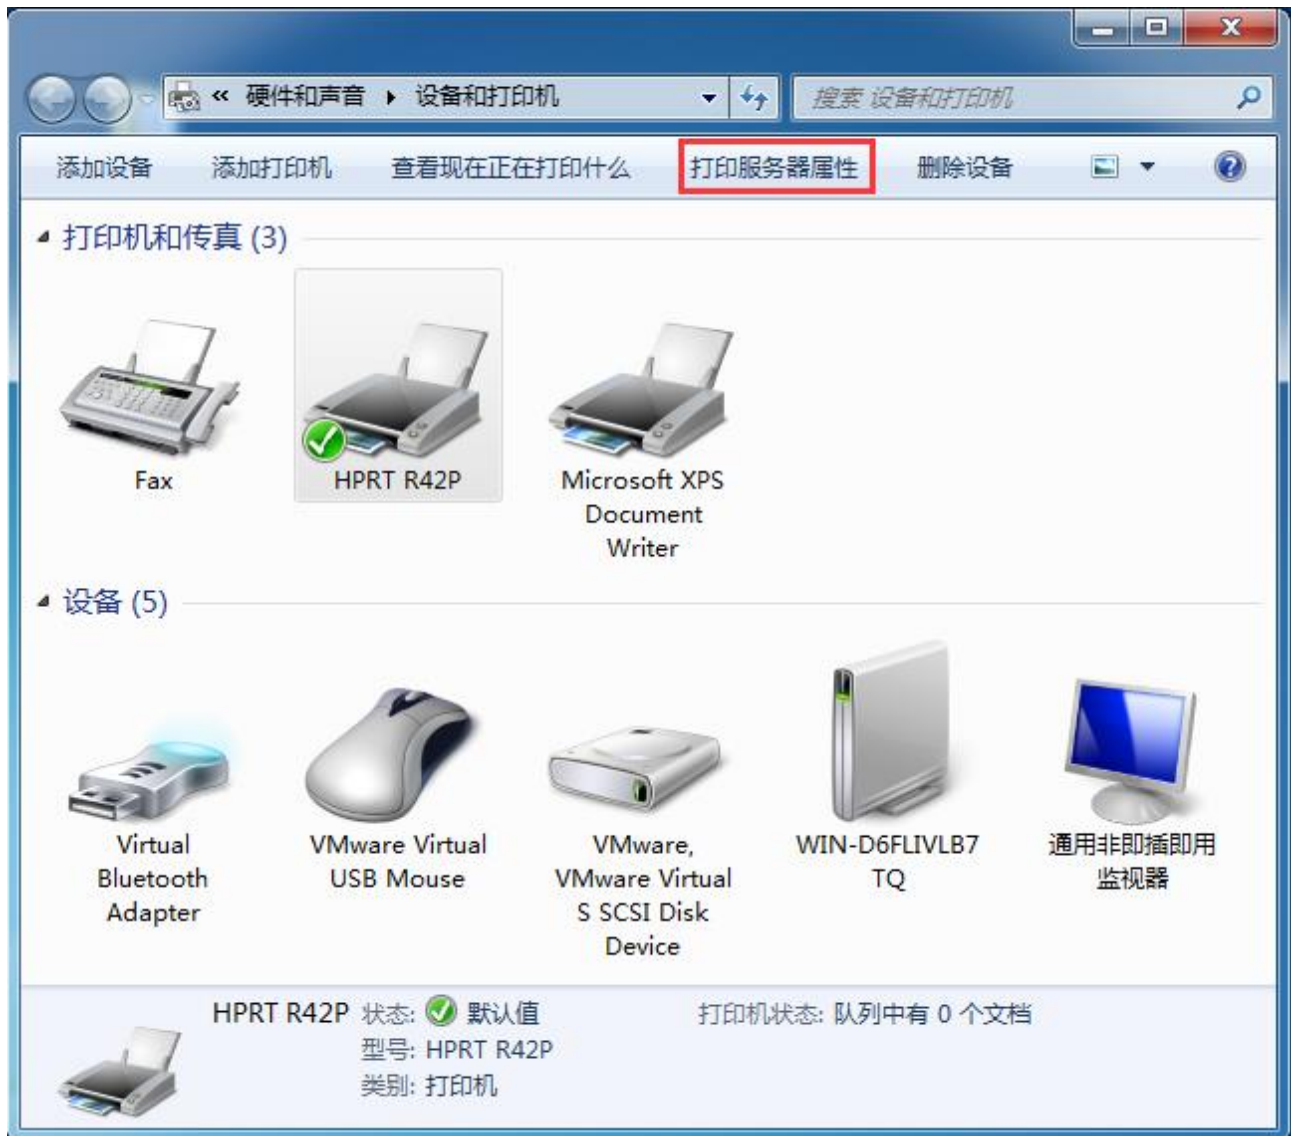 « 硬件和声音 ▸ 设备和打印机
搜索 设备和打印机
添加设备 添加打印机 查看现在正在打印什么 打印服务器属性 删除设备
打印机和传真 (3)
Fax
HPRT R42P
Microsoft XPS
Document
Writer
设备 (5)
Virtual
Bluetooth
Adapter
VMware Virtual
USB Mouse
VMware,
VMware Virtual
S SCSI Disk
Device
WIN-D6FLIVLB7
TQ
通用非即插即用
监视器
HPRT R42P 状态: 默认值 打印机状态: 队列中有 0 个文档
型号: HPRT R42P
类别: 打印机